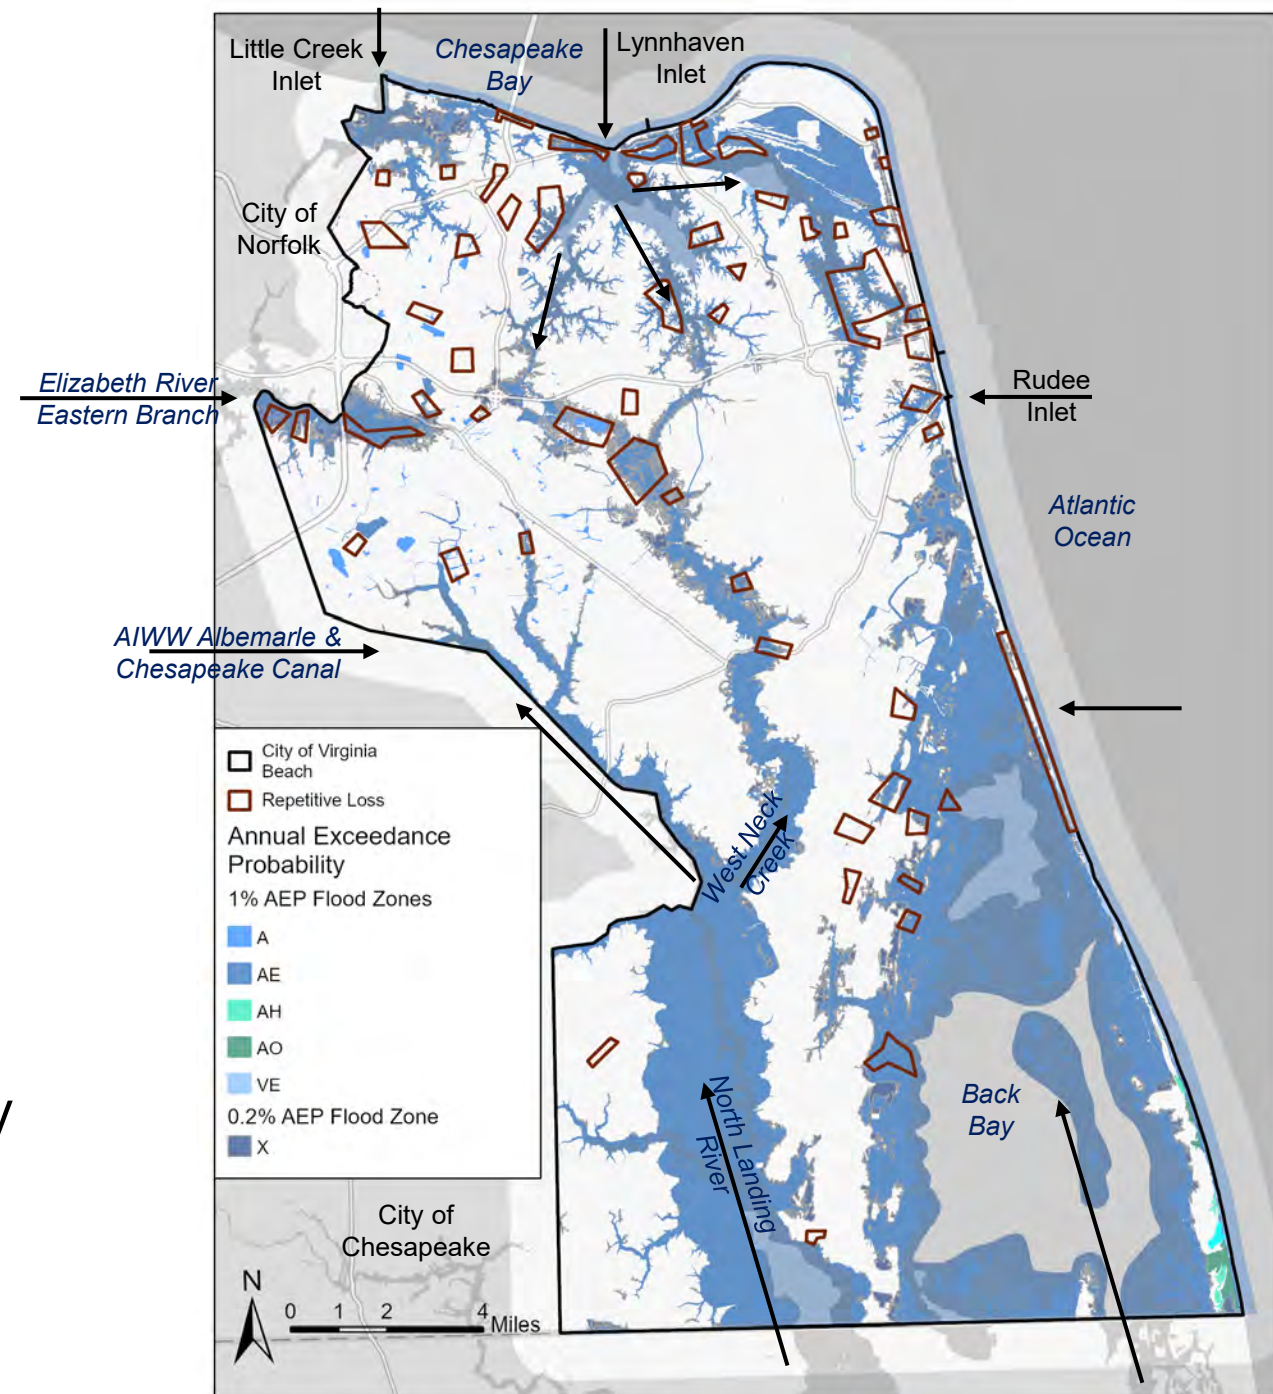 Little Creek
Inlet
Chesapeake
Bay
Lynnhaven
Inlet
City of
Norfolk
Elizabeth River
Eastern Branch
Rudee
Inlet
Atlantic
Ocean
AIWW Albemarle &
Chesapeake Canal
City of Virginia
Beach
Repetitive Loss
Annual Exceedance
Probability
1% AEP Flood Zones
A
AE
AH
AO
VE
0.2% AEP Flood Zone
X
West Neck
Creek
North Landing
River
Back
Bay
City of
Chesapeake
N
0 1 2 4
Miles